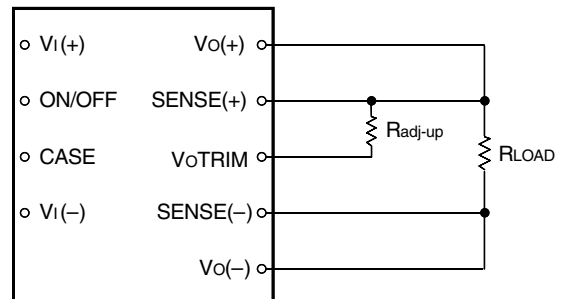 VI(+) VO(+)
ON/OFF SENSE(+)
Radj-up
CASE VOTRIM RLOAD
VI(–) SENSE(–)
VO(–)